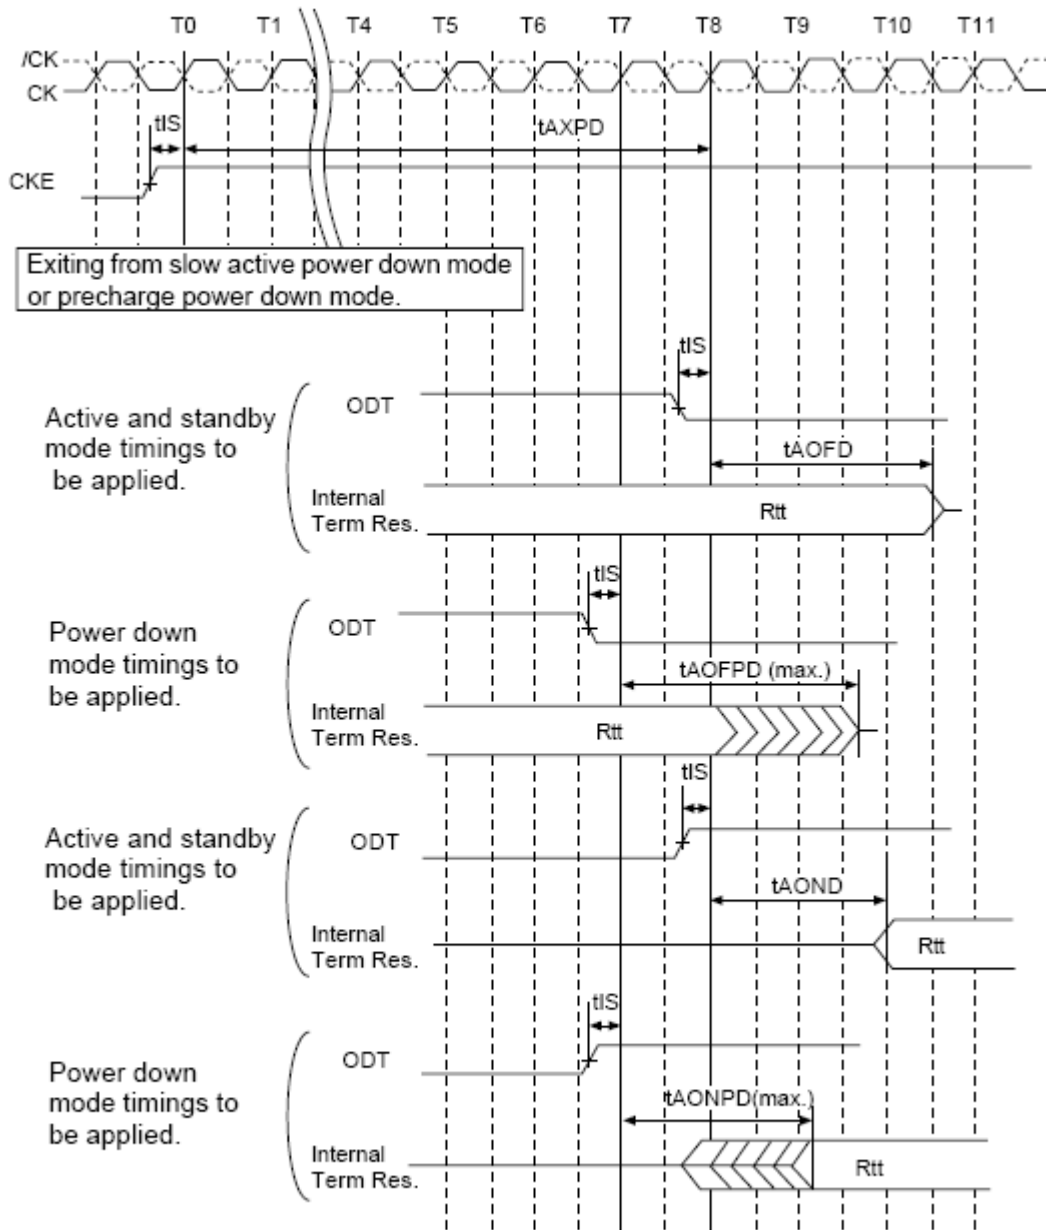 T0 T1 T4 T5 T6 T7 T8 T9 T10 T11
/CK
CK
tIS
tAXPD
CKE
Exiting from slow active power down mode
or precharge power down mode.
tIS
Active and standby
mode timings to
be applied.
ODT
tAOFD
Internal
Term Res.
Rtt
tIS
Power down
mode timings to
be applied.
ODT
tAOFPD (max.)
Internal
Term Res.
Rtt
tIS
Active and standby
mode timings to
be applied.
ODT
tAOND
Internal
Term Res.
Rtt
tIS
Power down
mode timings to
be applied.
ODT
tAONPD(max.)
Internal
Term Res.
Rtt